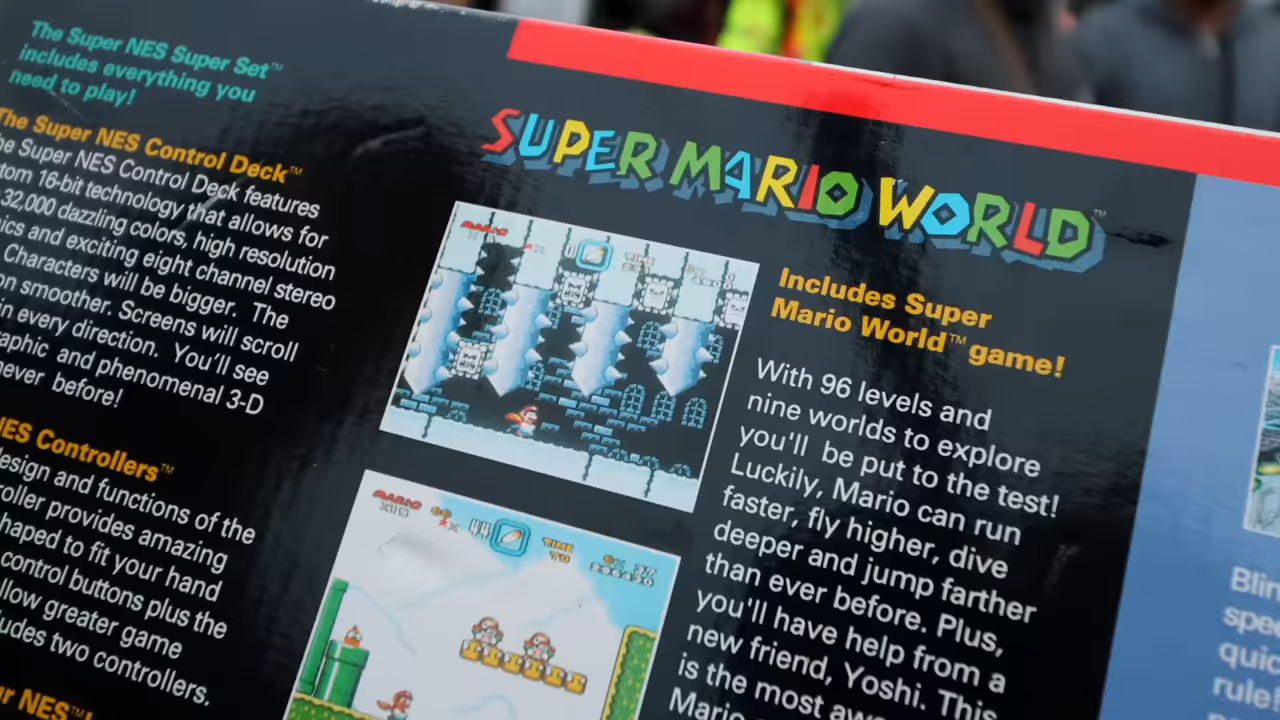 The Super NES Super Set™
includes everything you
need to play!
The Super NES Control Deck™
he Super NES Control Deck features
tom 16-bit technology that allows for
32,000 dazzling colors, high resolution
ics and exciting eight channel stereo
Characters will be bigger. The
on smoother. Screens will scroll
in every direction. You'll see
aphic and phenomenal 3-D
never before!
NES Controllers™
design and functions of the
roller provides amazing
haped to fit your hand
control buttons plus the
llow greater game
udes two controllers.
r NES™
SUPER MARIO WORLD™
MARIO
TIME
MARIO
TIME
Includes Super
Mario World™ game!
With 96 levels and
nine worlds to explore
you'll be put to the test!
Luckily, Mario can run
faster, fly higher, dive
deeper and jump farther
than ever before. Plus,
you'll have help from a
new friend, Yoshi. This
is the most aw
Mario
Blin
spee
quic
rule